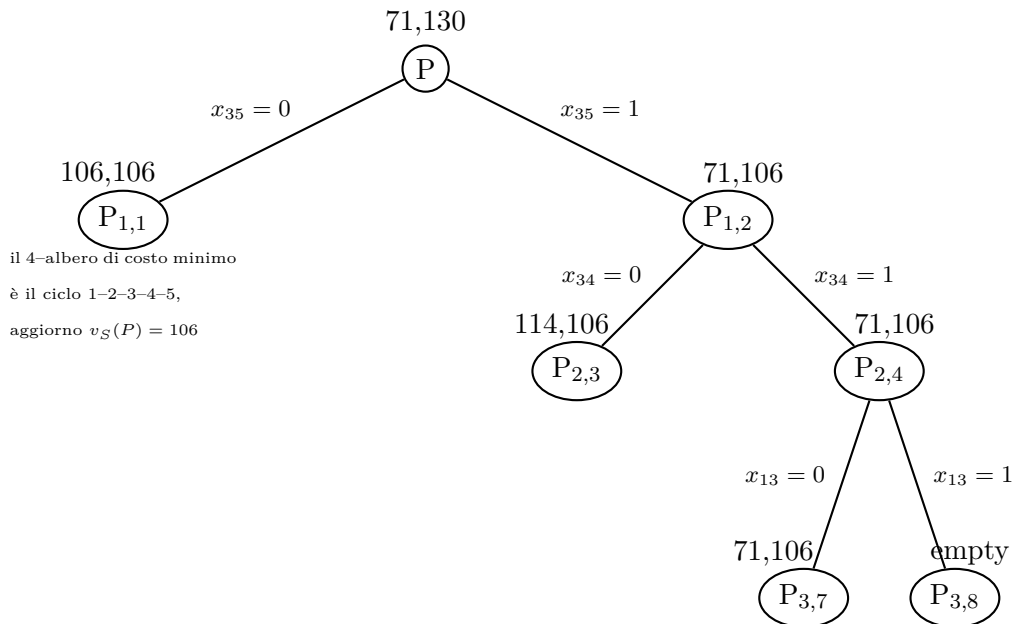 71,130
P
x₃₅ = 0
x₃₅ = 1
106,106
71,106
P₁,₁
P₁,₂
il 4–albero di costo minimo
è il ciclo 1–2–3–4–5,
aggiorno v_S(P) = 106
x₃₄ = 0
x₃₄ = 1
114,106
71,106
P₂,₃
P₂,₄
x₁₃ = 0
x₁₃ = 1
71,106
empty
P₃,₇
P₃,₈